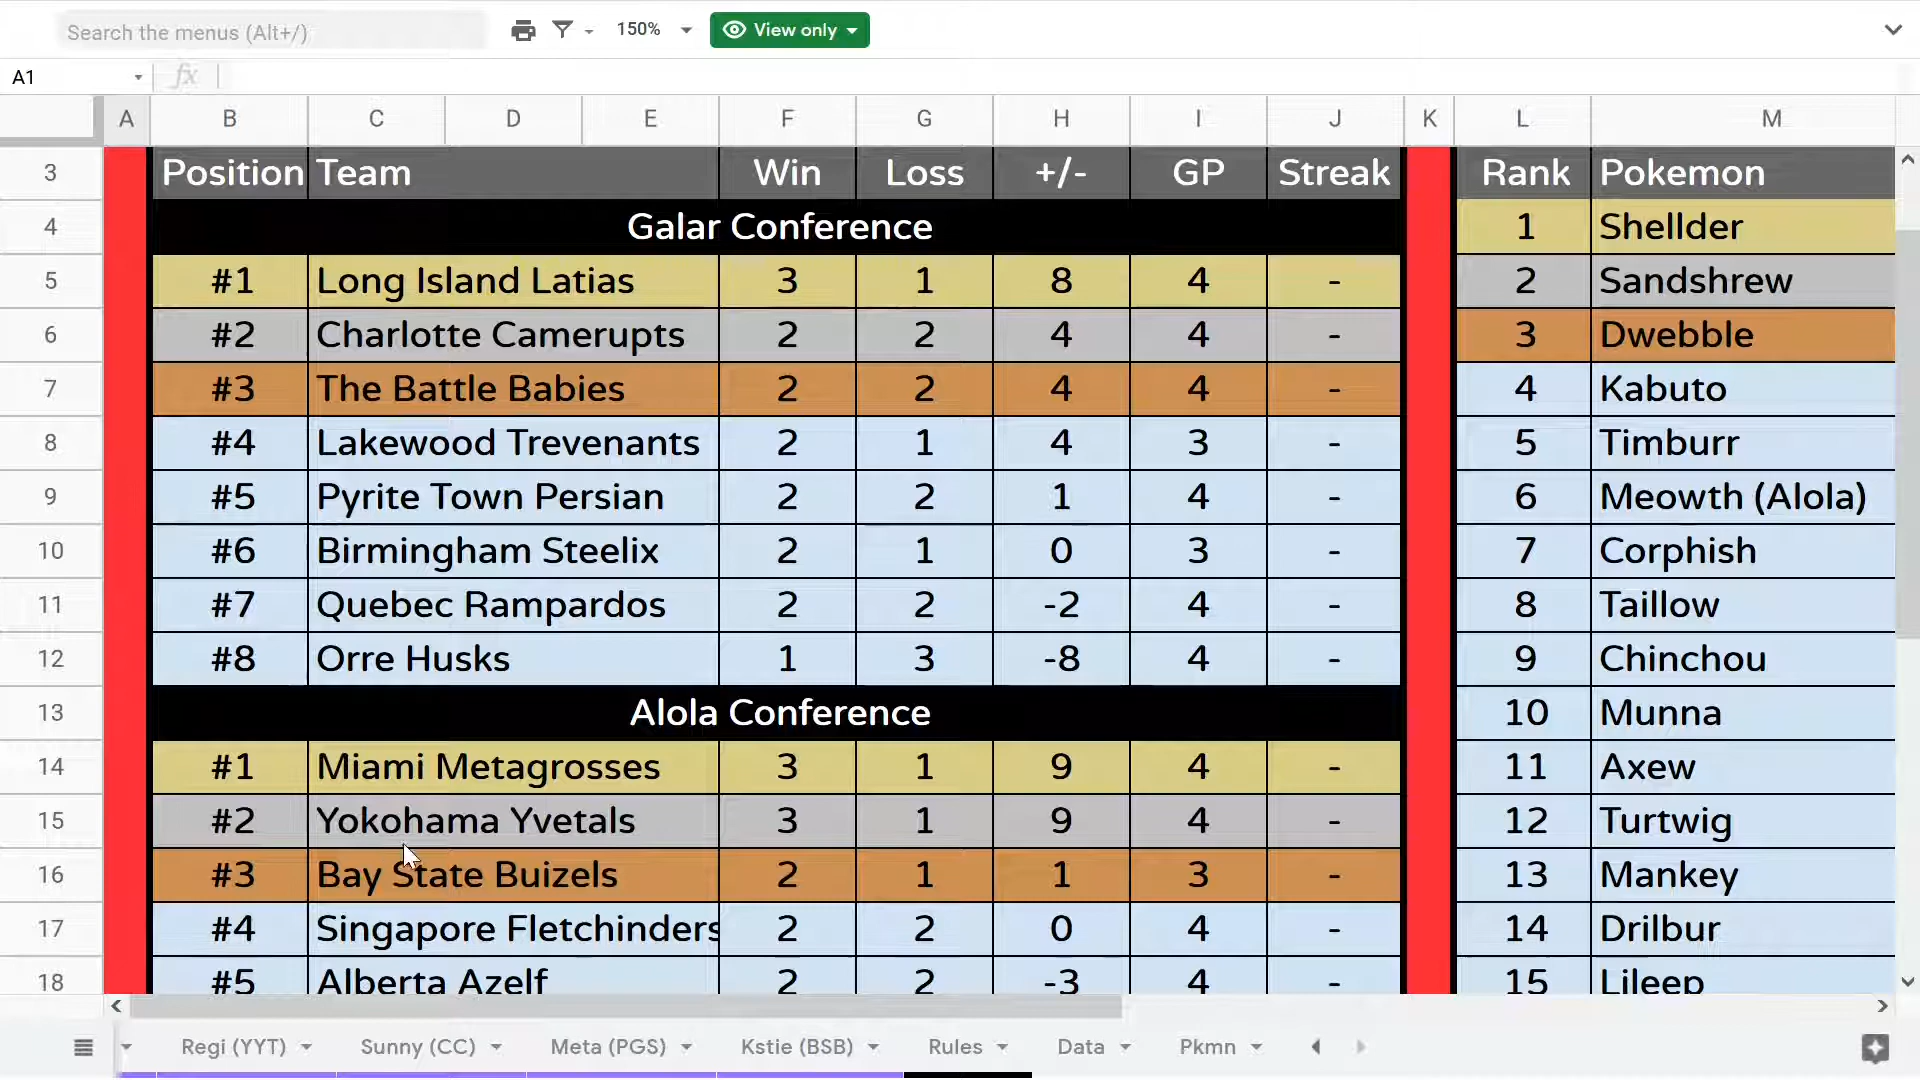 Search the menus (Alt+/) 150% View only
A1 fx
A B C D E F G H I J K L M
3 Position Team Win Loss +/- GP Streak Rank Pokemon
4 Galar Conference 1 Shellder
5 #1 Long Island Latias 3 1 8 4 - 2 Sandshrew
6 #2 Charlotte Camerupts 2 2 4 4 - 3 Dwebble
7 #3 The Battle Babies 2 2 4 4 - 4 Kabuto
8 #4 Lakewood Trevenants 2 1 4 3 - 5 Timburr
9 #5 Pyrite Town Persian 2 2 1 4 - 6 Meowth (Alola)
10 #6 Birmingham Steelix 2 1 0 3 - 7 Corphish
11 #7 Quebec Rampardos 2 2 -2 4 - 8 Taillow
12 #8 Orre Husks 1 3 -8 4 - 9 Chinchou
13 Alola Conference 10 Munna
14 #1 Miami Metagrosses 3 1 9 4 - 11 Axew
15 #2 Yokohama Yvetals 3 1 9 4 - 12 Turtwig
16 #3 Bay State Buizels 2 1 1 3 - 13 Mankey
17 #4 Singapore Fletchinders 2 2 0 4 - 14 Drilbur
18 #5 Alberta Azelf 2 2 -3 4 - 15 Lileep
Regi (YYT) Sunny (CC) Meta (PGS) Kstie (BSB) Rules Data Pkmn